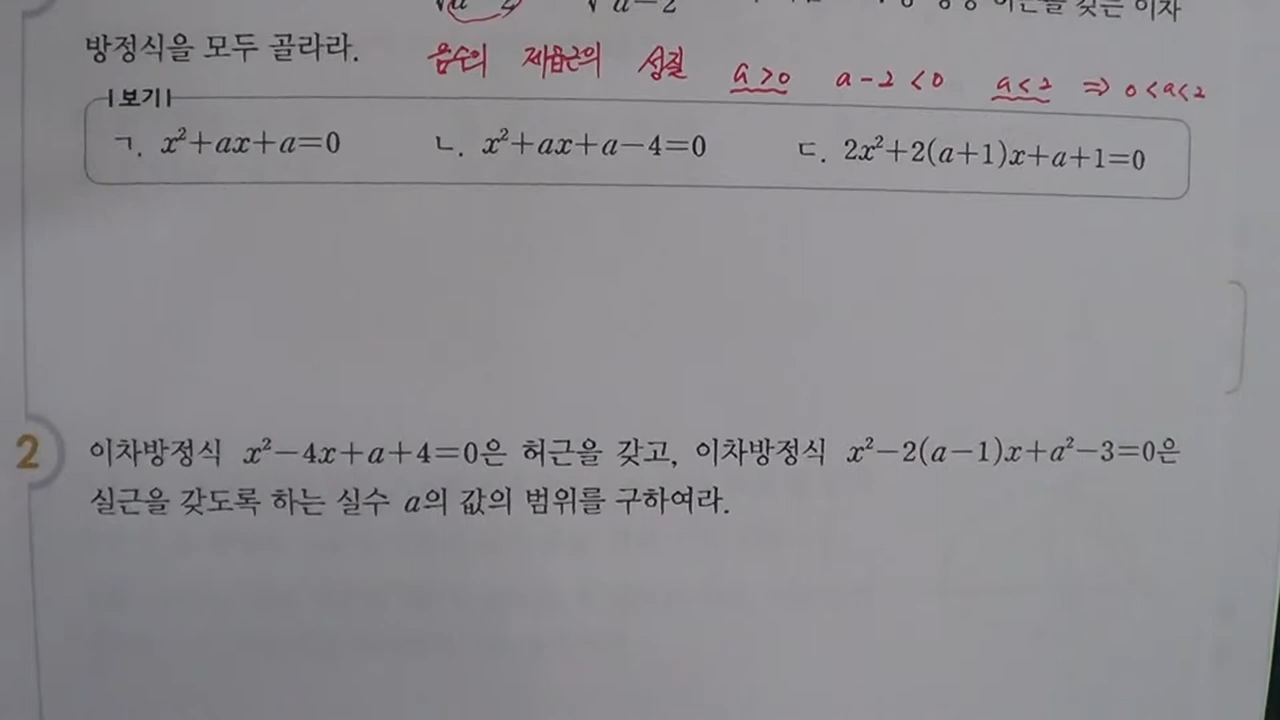 방정식을 모두 골라라. 음수의 제곱근의 성질 a>0 a-2<0 a<2 ⇒ 0<a<2
보기
ㄱ. x²+ax+a=0 ㄴ. x²+ax+a-4=0 ㄷ. 2x²+2(a+1)x+a+1=0
2 이차방정식 x²-4x+a+4=0은 허근을 갖고, 이차방정식 x²-2(a-1)x+a²-3=0은
실근을 갖도록 하는 실수 a의 값의 범위를 구하여라.